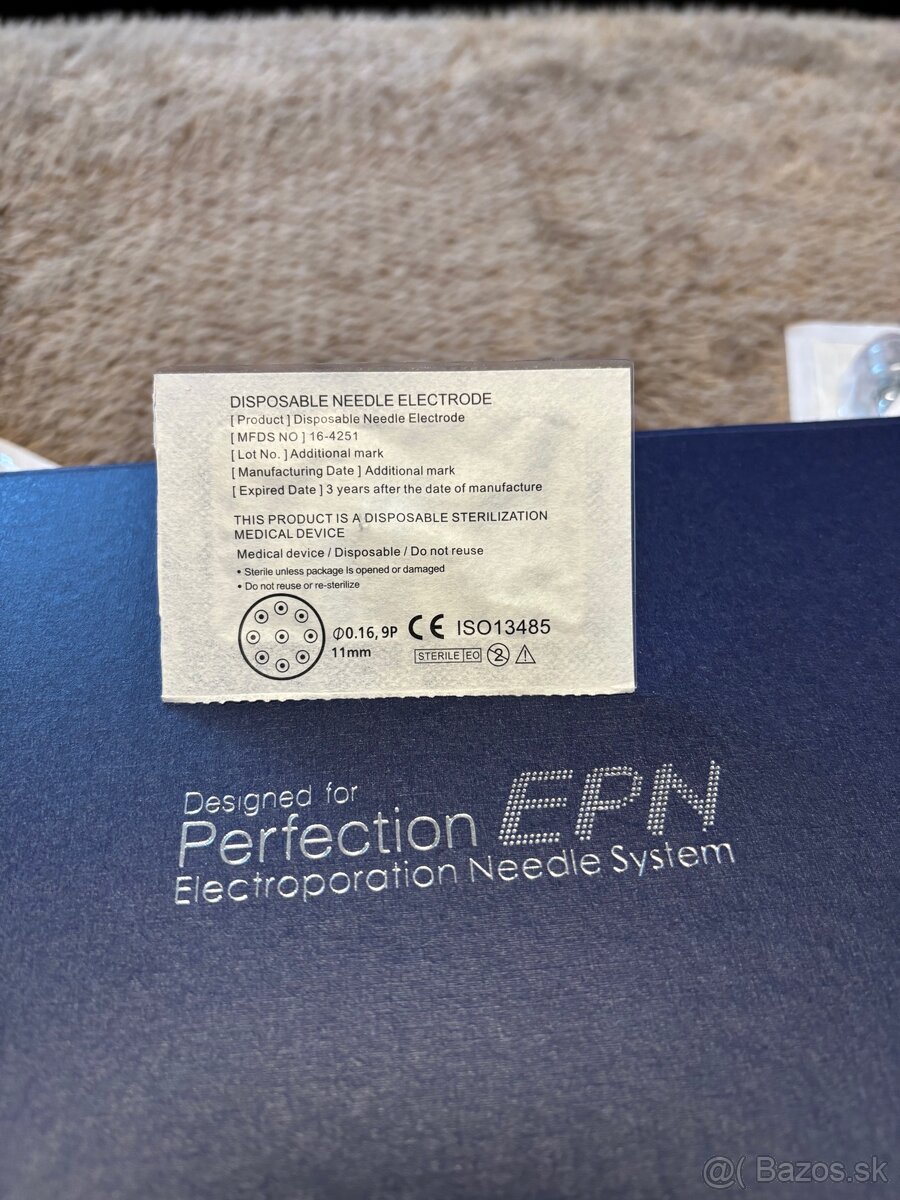 DISPOSABLE NEEDLE ELECTRODE
[ Product ] Disposable Needle Electrode
[ MFDS NO ] 16-4251
[ Lot No. ] Additional mark
[ Manufacturing Date ] Additional mark
[ Expired Date ] 3 years after the date of manufacture
THIS PRODUCT IS A DISPOSABLE STERILIZATION
MEDICAL DEVICE
Medical device / Disposable / Do not reuse
• Sterile unless package Is opened or damaged
• Do not reuse or re-sterilize
Φ0.16, 9P CE ISO13485
11mm STERILE EO 2
Designed for
Perfection EPN
Electroporation Needle System
@( Bazos.sk